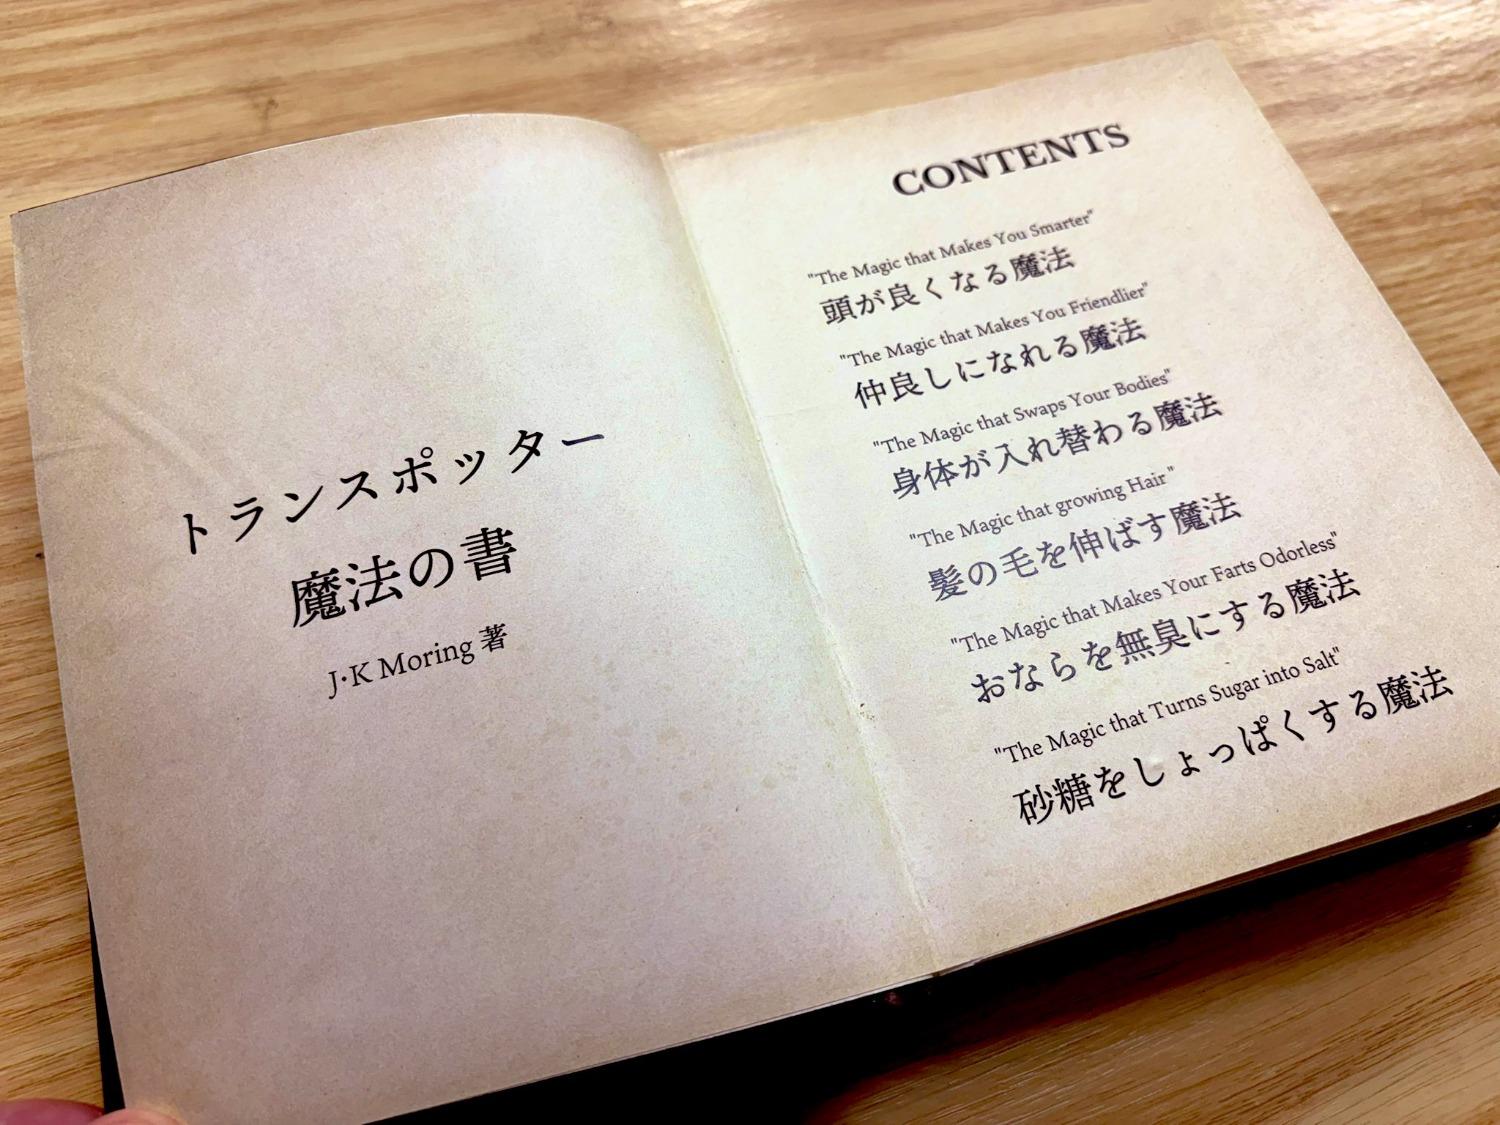 トランスポッター
魔法の書
J・K Moring 著
CONTENTS
"The Magic that Makes You Smarter"
頭が良くなる魔法
"The Magic that Makes You Friendlier"
仲良しになれる魔法
"The Magic that Swaps Your Bodies"
身体が入れ替わる魔法
"The Magic that growing Hair"
髪の毛を伸ばす魔法
"The Magic that Makes Your Farts Odorless"
おならを無臭にする魔法
"The Magic that Turns Sugar into Salt"
砂糖をしょっぱくする魔法